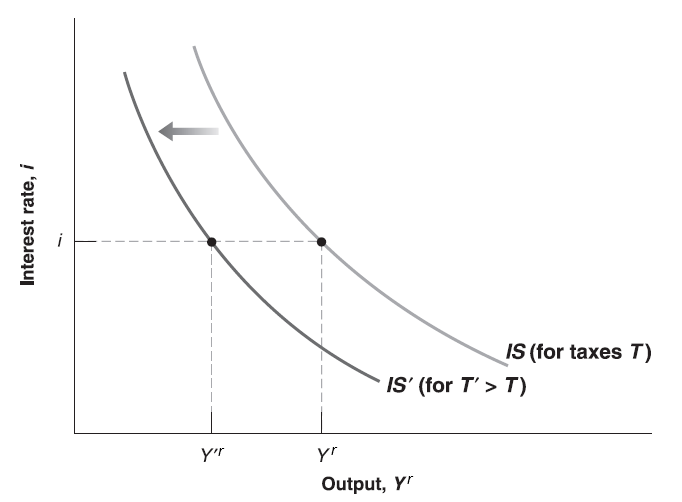 Interest rate, i
i
IS (for taxes T)
IS′ (for T′ > T)
Y′r
Yr
Output, Yr